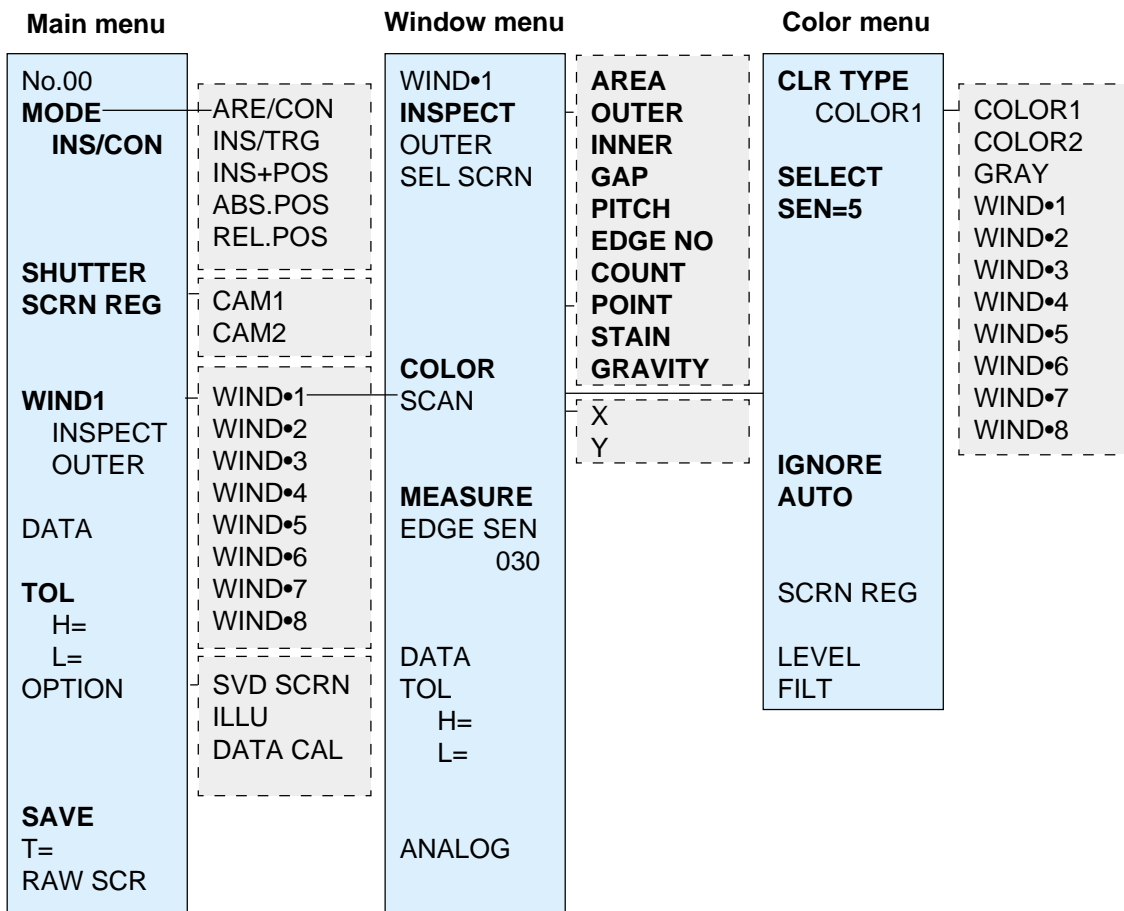 Main menu
No.00
MODE
INS/CON
SHUTTER
SCRN REG
WIND1
INSPECT
OUTER
DATA
TOL
H=
L=
OPTION
SAVE
T=
RAW SCR
ARE/CON
INS/TRG
INS+POS
ABS.POS
REL.POS
CAM1
CAM2
WIND•1
WIND•2
WIND•3
WIND•4
WIND•5
WIND•6
WIND•7
WIND•8
SVD SCRN
ILLU
DATA CAL
Window menu
WIND•1
INSPECT
OUTER
SEL SCRN
COLOR
SCAN
MEASURE
EDGE SEN
030
DATA
TOL
H=
L=
ANALOG
AREA
OUTER
INNER
GAP
PITCH
EDGE NO
COUNT
POINT
STAIN
GRAVITY
X
Y
Color menu
CLR TYPE
COLOR1
SELECT
SEN=5
IGNORE
AUTO
SCRN REG
LEVEL
FILT
COLOR1
COLOR2
GRAY
WIND•1
WIND•2
WIND•3
WIND•4
WIND•5
WIND•6
WIND•7
WIND•8